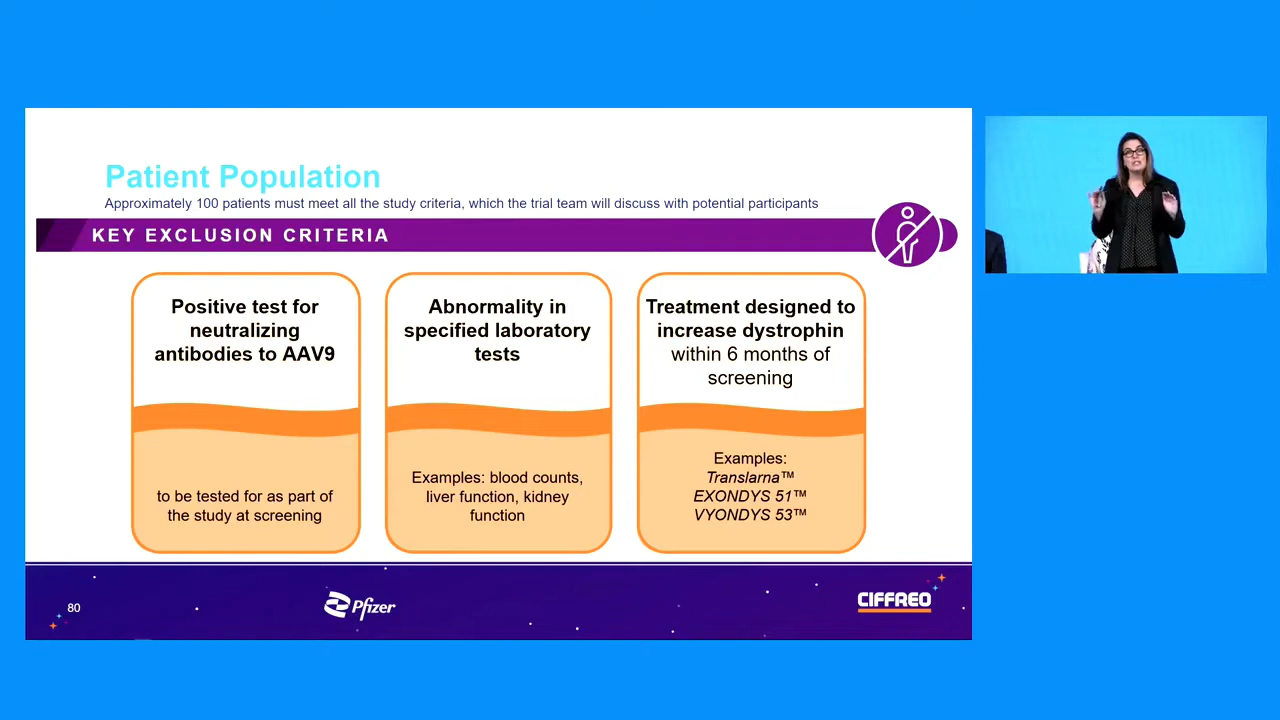 Patient Population
Approximately 100 patients must meet all the study criteria, which the trial team will discuss with potential participants
KEY EXCLUSION CRITERIA
Positive test for
neutralizing
antibodies to AAV9
to be tested for as part of
the study at screening
Abnormality in
specified laboratory
tests
Examples: blood counts,
liver function, kidney
function
Treatment designed to
increase dystrophin
within 6 months of
screening
Examples:
Translarna™
EXONDYS 51™
VYONDYS 53™
80
Pfizer
CIFFREO